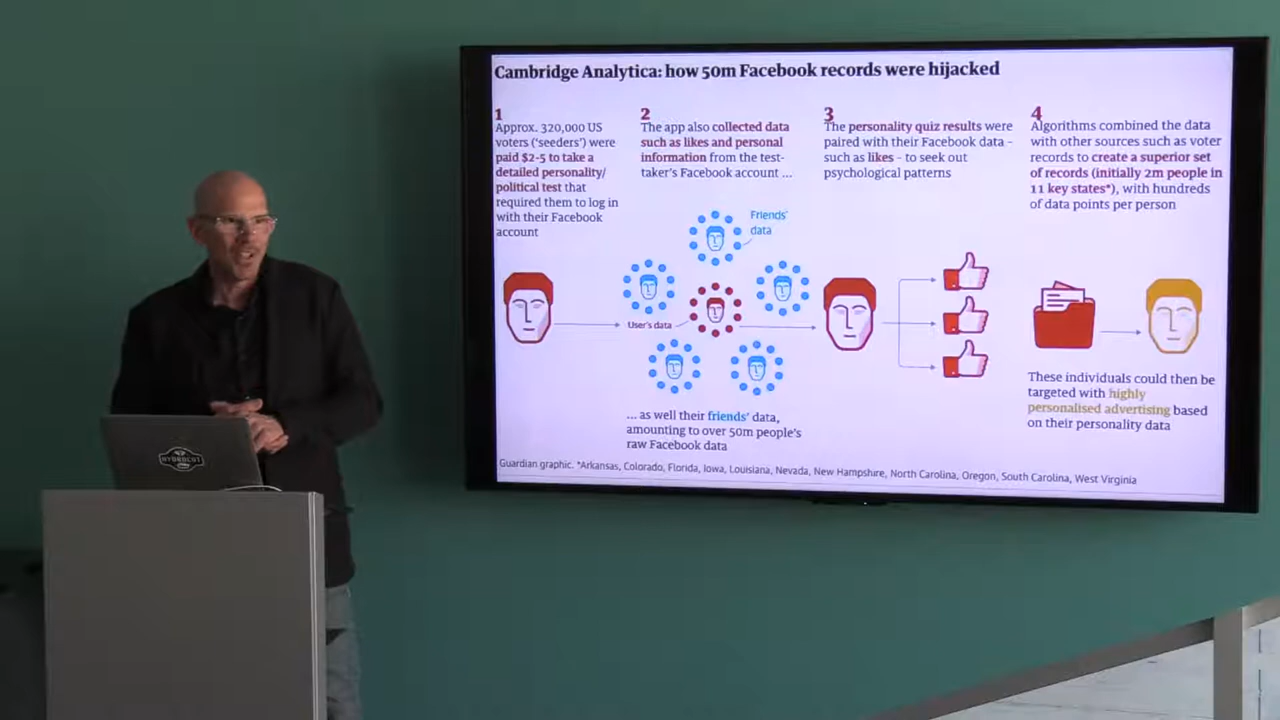 Cambridge Analytica: how 50m Facebook records were hijacked
1
Approx. 320,000 US
voters ('seeders') were
paid $2-5 to take a
detailed personality/
political test that
required them to log in
with their Facebook
account
2
The app also collected data
such as likes and personal
information from the test-
taker's Facebook account ...
Friends'
data
User's data
... as well their friends' data,
amounting to over 50m people's
raw Facebook data
3
The personality quiz results were
paired with their Facebook data –
such as likes – to seek out
psychological patterns
4
Algorithms combined the data
with other sources such as voter
records to create a superior set
of records (initially 2m people in
11 key states*), with hundreds
of data points per person
These individuals could then be
targeted with highly
personalised advertising based
on their personality data
Guardian graphic. *Arkansas, Colorado, Florida, Iowa, Louisiana, Nevada, New Hampshire, North Carolina, Oregon, South Carolina, West Virginia